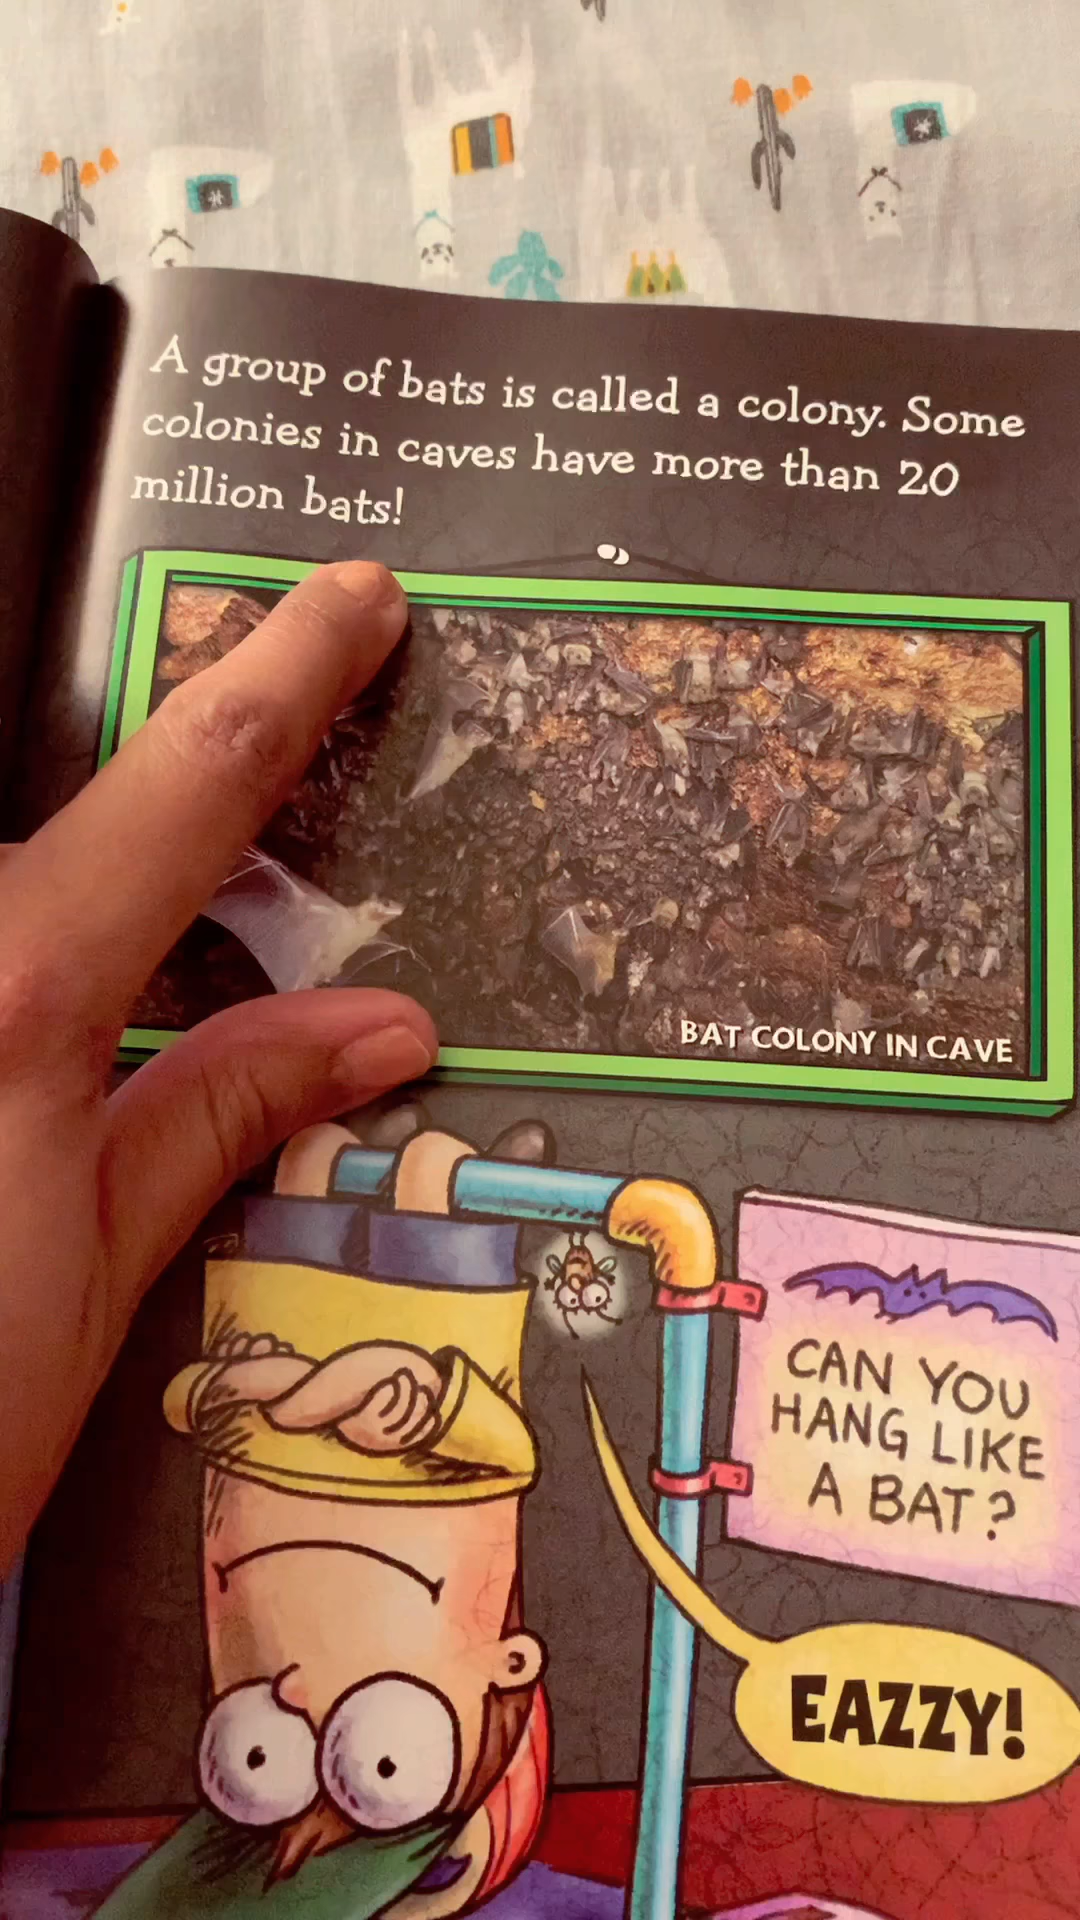 A group of bats is called a colony. Some
colonies in caves have more than 20
million bats!
BAT COLONY IN CAVE
CAN YOU
HANG LIKE
A BAT?
EAZZY!